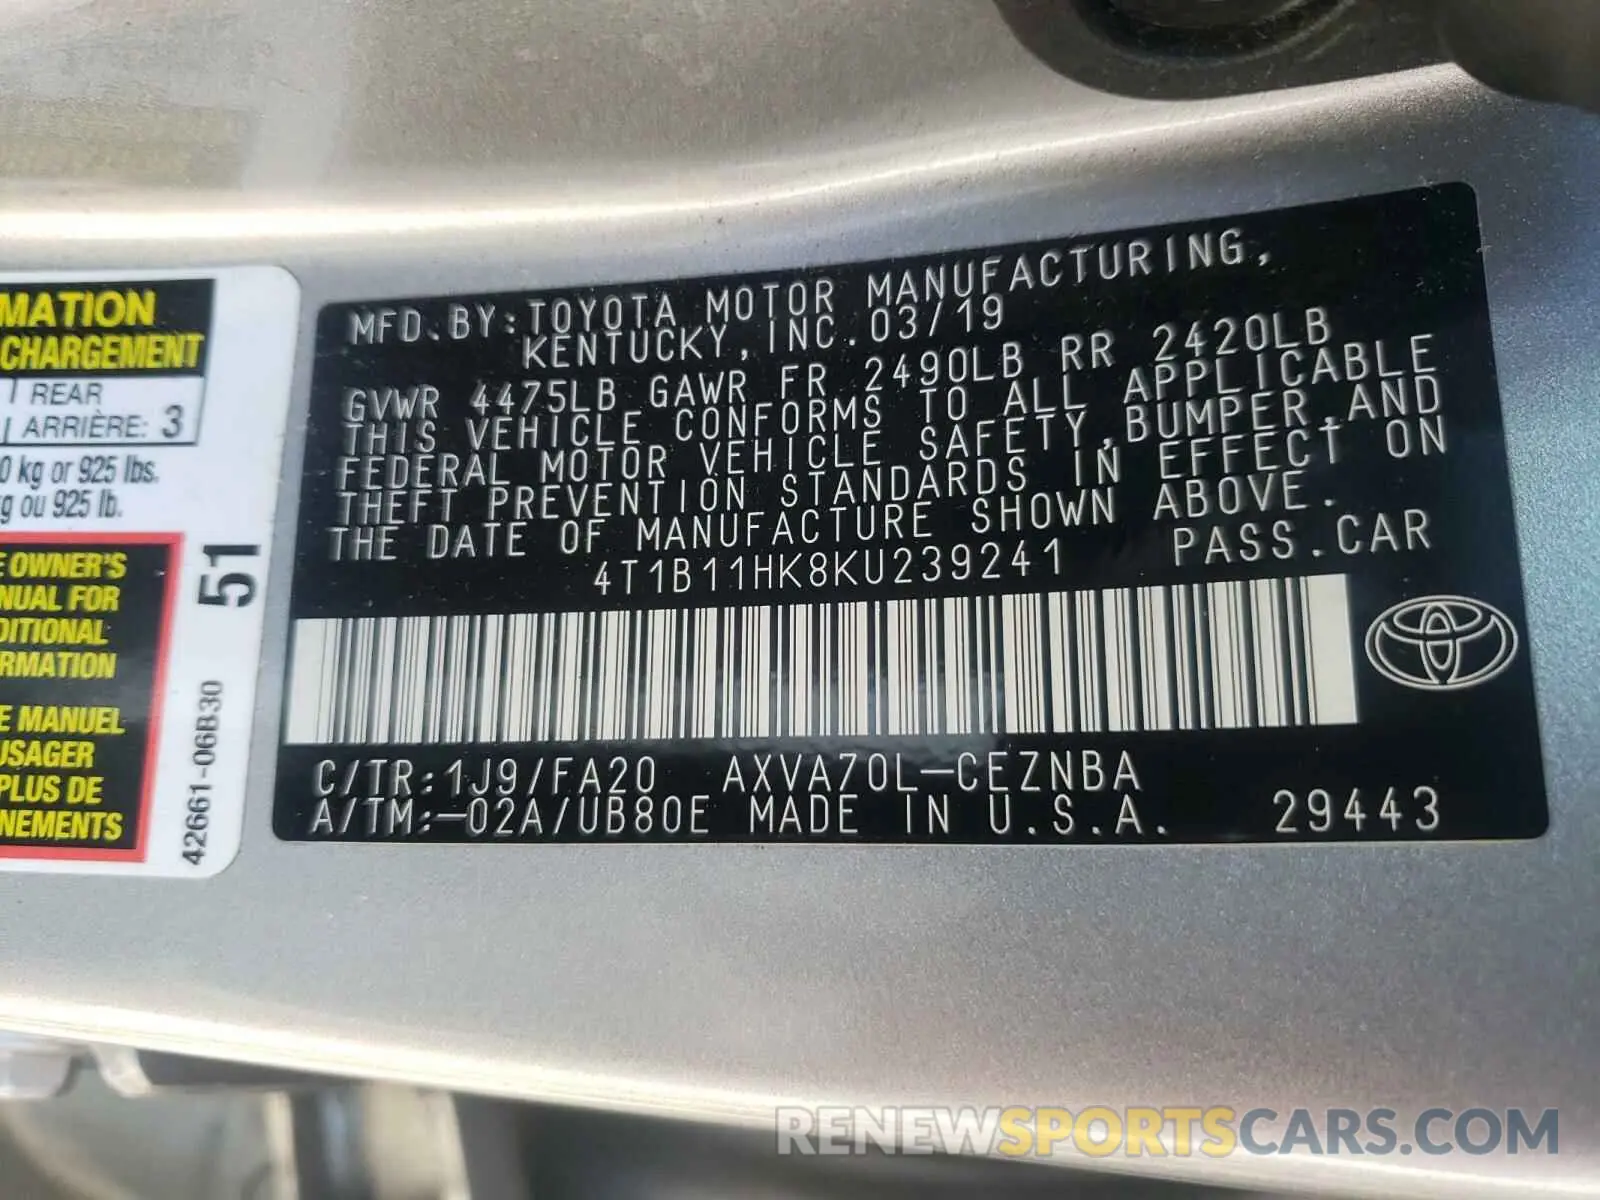 MATION
CHARGEMENT
REAR
ARRIÈRE: 3
0 kg or 925 lbs.
g ou 925 lb.
E OWNER'S
NUAL FOR
DITIONAL
RMATION
E MANUEL
USAGER
PLUS DE
NEMENTS
51
42661-06B30
MFD.BY:TOYOTA MOTOR MANUFACTURING,
KENTUCKY, INC. 03/19
GVWR 4475LB GAWR FR 2490LB RR 2420LB
THIS VEHICLE CONFORMS TO ALL APPLICABLE
FEDERAL MOTOR VEHICLE SAFETY, BUMPER, AND
THEFT PREVENTION STANDARDS IN EFFECT ON
THE DATE OF MANUFACTURE SHOWN ABOVE.
4T1B11HK8KU239241 PASS.CAR
C/TR:1J9/FA20 AXVA70L-CEZNBA
A/TM:-02A/UB80E MADE IN U.S.A. 29443
RENEWSPORTSCARS.COM